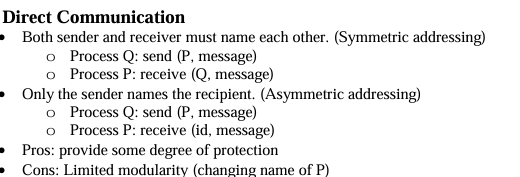 Direct Communication
• Both sender and receiver must name each other. (Symmetric addressing)
o Process Q: send (P, message)
o Process P: receive (Q, message)
• Only the sender names the recipient. (Asymmetric addressing)
o Process Q: send (P, message)
o Process P: receive (id, message)
• Pros: provide some degree of protection
• Cons: Limited modularity (changing name of P)